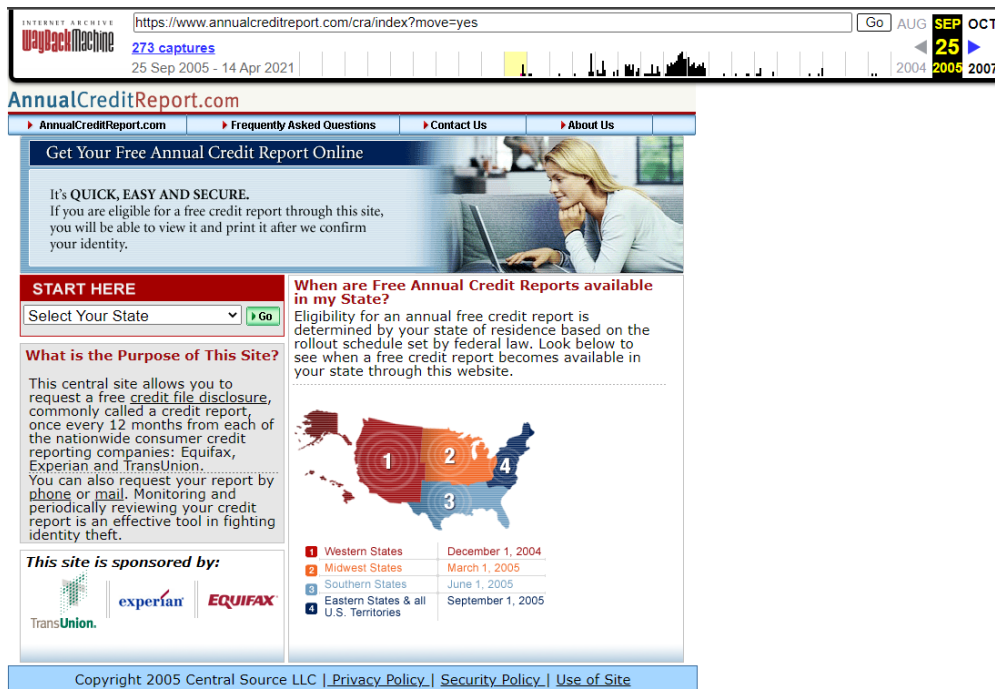 INTERNET ARCHIVE
WayBackMachine
https://www.annualcreditreport.com/cra/index?move=yes
Go
AUG SEP OCT
273 captures
25
25 Sep 2005 - 14 Apr 2021
2004 2005 2007
AnnualCreditReport.com
AnnualCreditReport.com
Frequently Asked Questions
Contact Us
About Us
Get Your Free Annual Credit Report Online
It's QUICK, EASY AND SECURE.
If you are eligible for a free credit report through this site,
you will be able to view it and print it after we confirm
your identity.
START HERE
Select Your State
Go
What is the Purpose of This Site?
This central site allows you to
request a free credit file disclosure,
commonly called a credit report,
once every 12 months from each of
the nationwide consumer credit
reporting companies: Equifax,
Experian and TransUnion.
You can also request your report by
phone or mail. Monitoring and
periodically reviewing your credit
report is an effective tool in fighting
identity theft.
This site is sponsored by:
TransUnion.
experian
EQUIFAX
When are Free Annual Credit Reports available
in my State?
Eligibility for an annual free credit report is
determined by your state of residence based on the
rollout schedule set by federal law. Look below to
see when a free credit report becomes available in
your state through this website.
1
2
3
4
1 Western States December 1, 2004
2 Midwest States March 1, 2005
3 Southern States June 1, 2005
4 Eastern States & all September 1, 2005
U.S. Territories
Copyright 2005 Central Source LLC | Privacy Policy | Security Policy | Use of Site